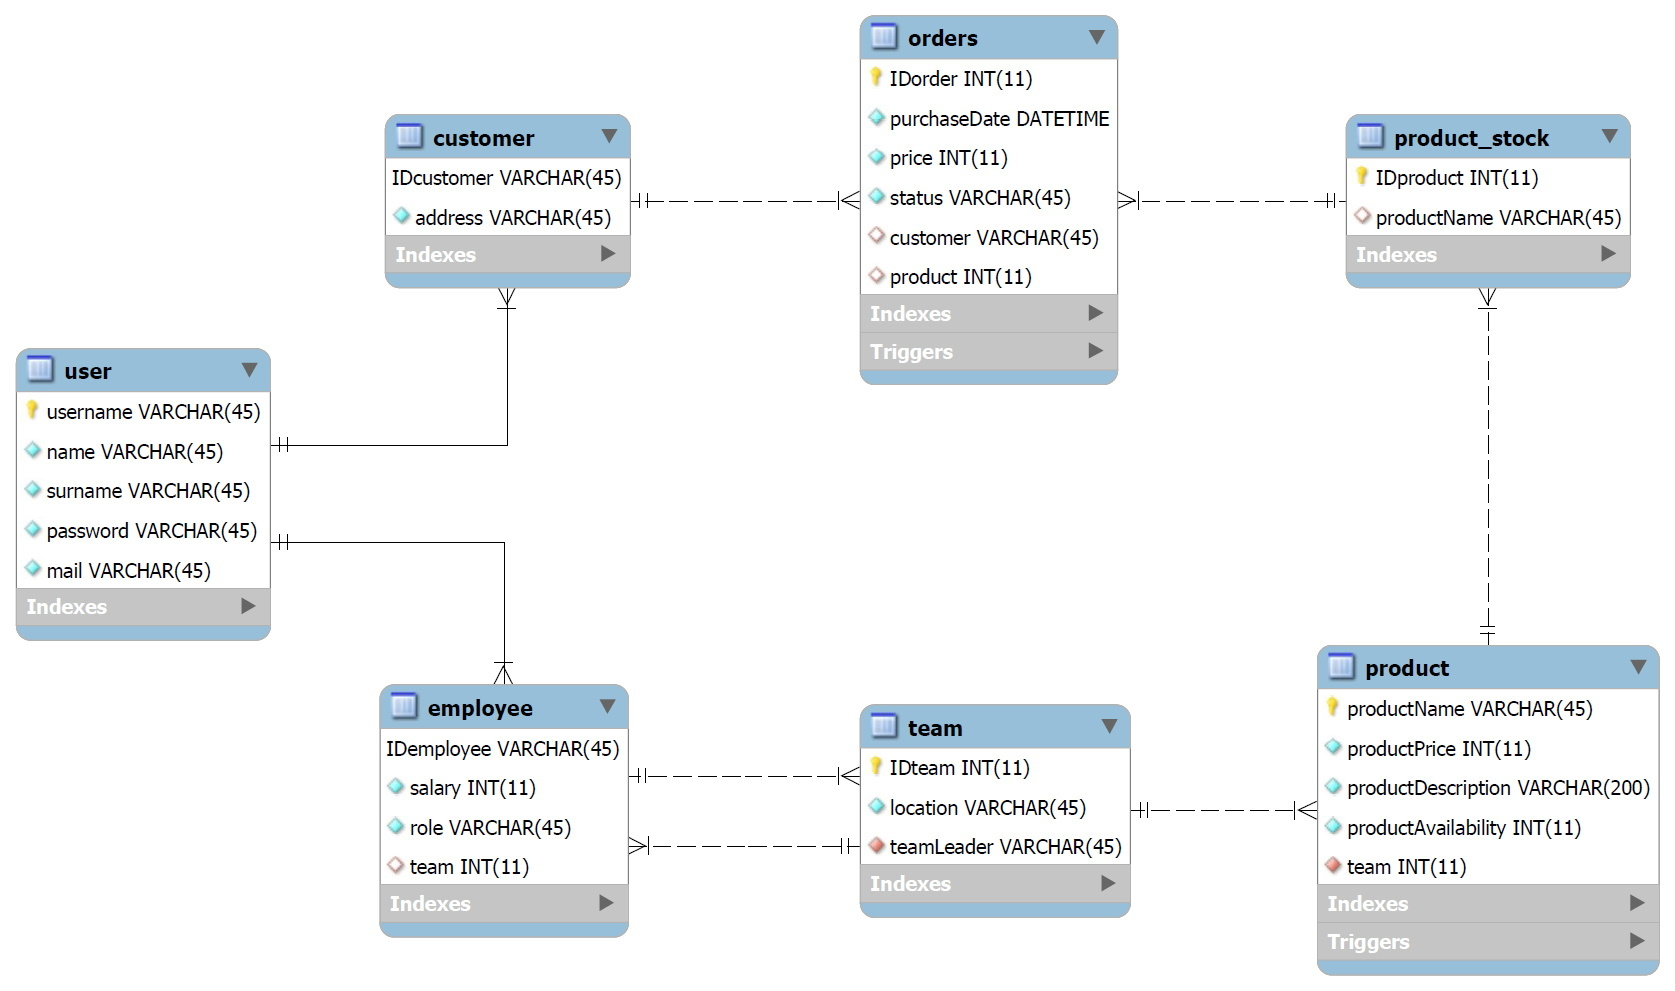 orders
IDorder INT(11)
purchaseDate DATETIME
price INT(11)
status VARCHAR(45)
customer VARCHAR(45)
product INT(11)
Indexes
Triggers
customer
IDcustomer VARCHAR(45)
address VARCHAR(45)
Indexes
product_stock
IDproduct INT(11)
productName VARCHAR(45)
Indexes
user
username VARCHAR(45)
name VARCHAR(45)
surname VARCHAR(45)
password VARCHAR(45)
mail VARCHAR(45)
Indexes
employee
IDemployee VARCHAR(45)
salary INT(11)
role VARCHAR(45)
team INT(11)
Indexes
team
IDteam INT(11)
location VARCHAR(45)
teamLeader VARCHAR(45)
Indexes
product
productName VARCHAR(45)
productPrice INT(11)
productDescription VARCHAR(200)
productAvailability INT(11)
team INT(11)
Indexes
Triggers